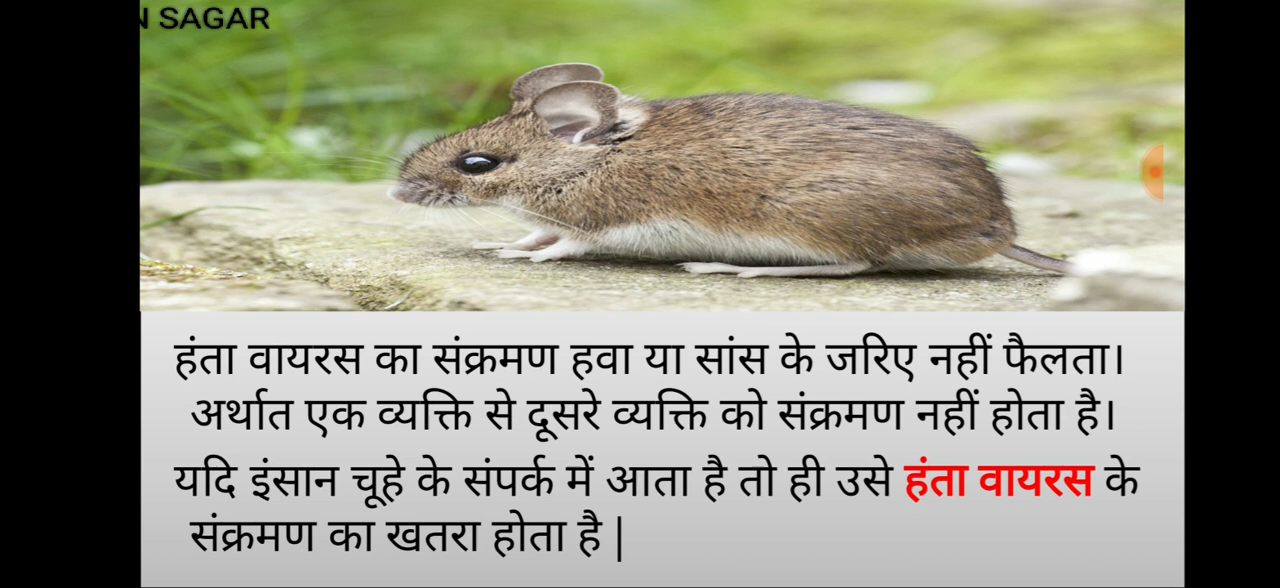 N SAGAR
हंता वायरस का संक्रमण हवा या सांस के जरिए नहीं फैलता।
अर्थात एक व्यक्ति से दूसरे व्यक्ति को संक्रमण नहीं होता है।
यदि इंसान चूहे के संपर्क में आता है तो ही उसे हंता वायरस के
संक्रमण का खतरा होता है |